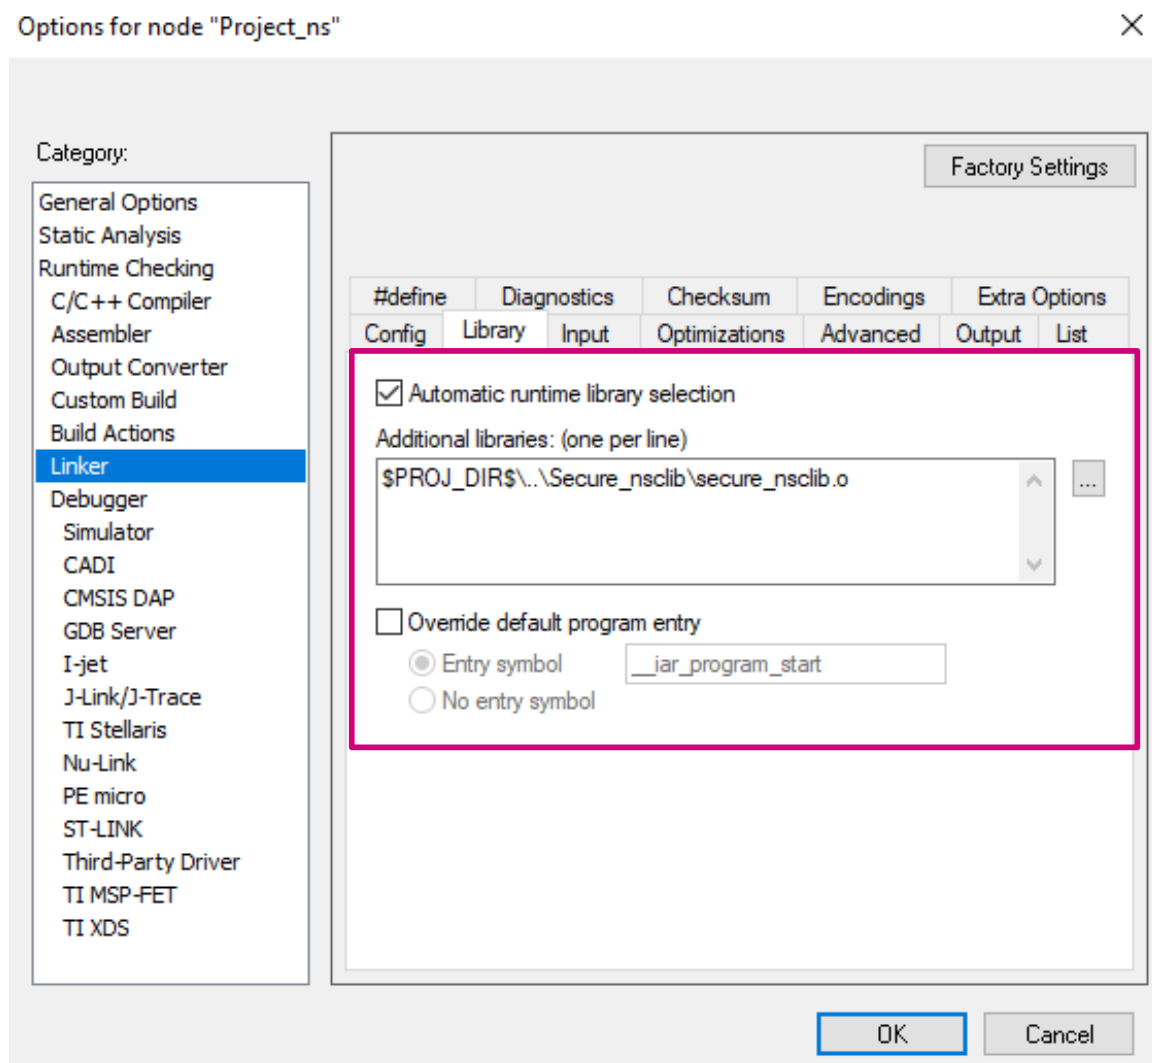 Options for node "Project_ns"
Category:
General Options
Static Analysis
Runtime Checking
C/C++ Compiler
Assembler
Output Converter
Custom Build
Build Actions
Linker
Debugger
Simulator
CADI
CMSIS DAP
GDB Server
I-jet
J-Link/J-Trace
TI Stellaris
Nu-Link
PE micro
ST-LINK
Third-Party Driver
TI MSP-FET
TI XDS
Factory Settings
#define Diagnostics Checksum Encodings Extra Options
Config Library Input Optimizations Advanced Output List
Automatic runtime library selection
Additional libraries: (one per line)
$PROJ_DIR$\..\Secure_nsclib\secure_nsclib.o
...
Override default program entry
Entry symbol __iar_program_start
No entry symbol
OK Cancel